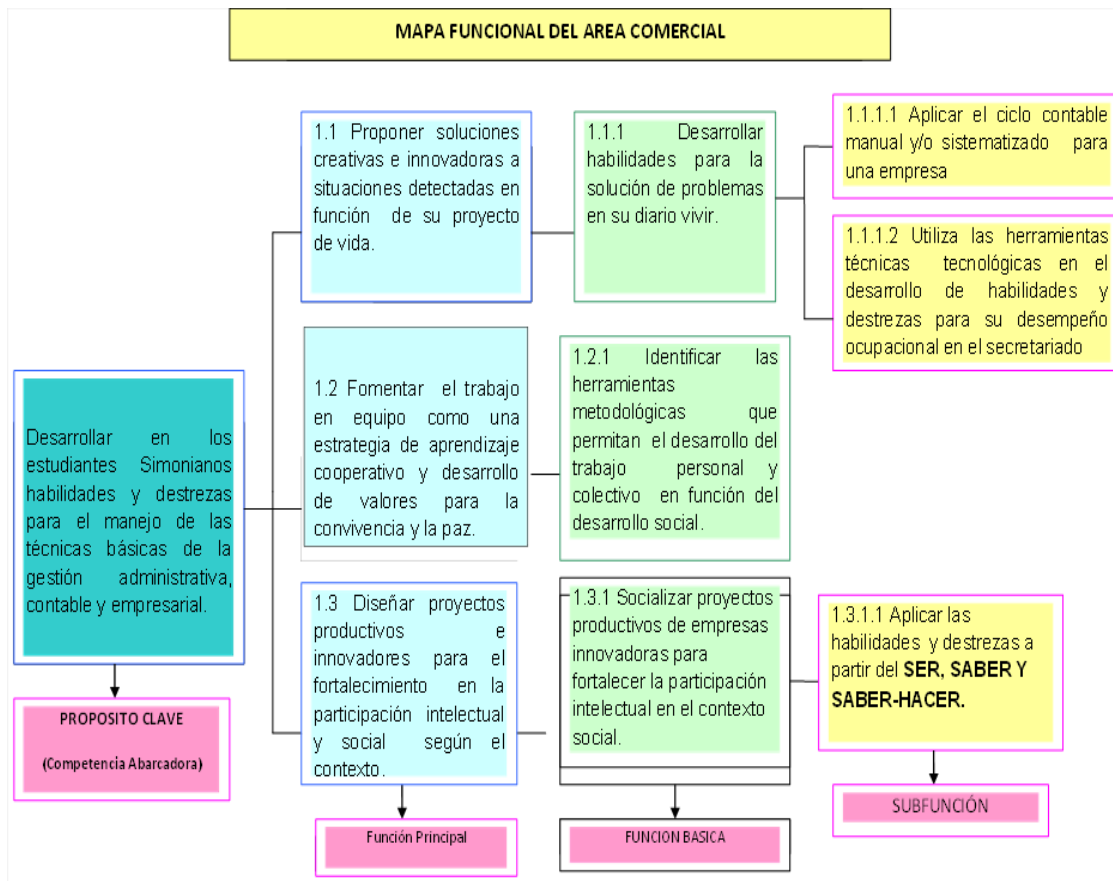 MAPA FUNCIONAL DEL AREA COMERCIAL
Desarrollar en los
estudiantes Simonianos
habilidades y destrezas
para el manejo de las
técnicas básicas de la
gestión administrativa,
contable y empresarial.
PROPOSITO CLAVE
(Competencia Abarcadora)
1.1 Proponer soluciones
creativas e innovadoras a
situaciones detectadas en
función de su proyecto
de vida.
1.2 Fomentar el trabajo
en equipo como una
estrategia de aprendizaje
cooperativo y desarrollo
de valores para la
convivencia y la paz.
1.3 Diseñar proyectos
productivos e
innovadores para el
fortalecimiento en la
participación intelectual
y social según el
contexto.
Función Principal
1.1.1 Desarrollar
habilidades para la
solución de problemas
en su diario vivir.
1.2.1 Identificar las
herramientas
metodológicas que
permitan el desarrollo del
trabajo personal y
colectivo en función del
desarrollo social.
1.3.1 Socializar proyectos
productivos de empresas
innovadoras para
fortalecer la participación
intelectual en el contexto
social.
FUNCION BASICA
1.1.1.1 Aplicar el ciclo contable
manual y/o sistematizado para
una empresa
1.1.1.2 Utiliza las herramientas
técnicas tecnológicas en el
desarrollo de habilidades y
destrezas para su desempeño
ocupacional en el secretariado
1.3.1.1 Aplicar las
habilidades y destrezas a
partir del SER, SABER Y
SABER-HACER.
SUBFUNCIÓN